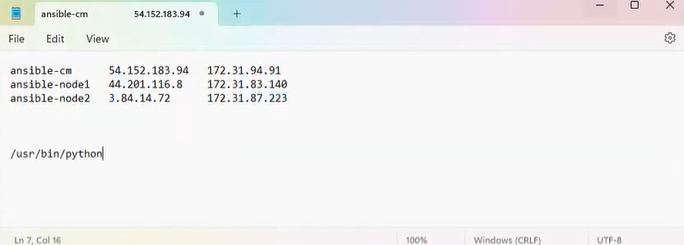 ansible-cm 54.152.183.94
File Edit View
ansible-cm 54.152.183.94 172.31.94.91
ansible-node1 44.201.116.8 172.31.83.140
ansible-node2 3.84.14.72 172.31.87.223
/usr/bin/python
Ln 7, Col 16 100% Windows (CRLF) UTF-8